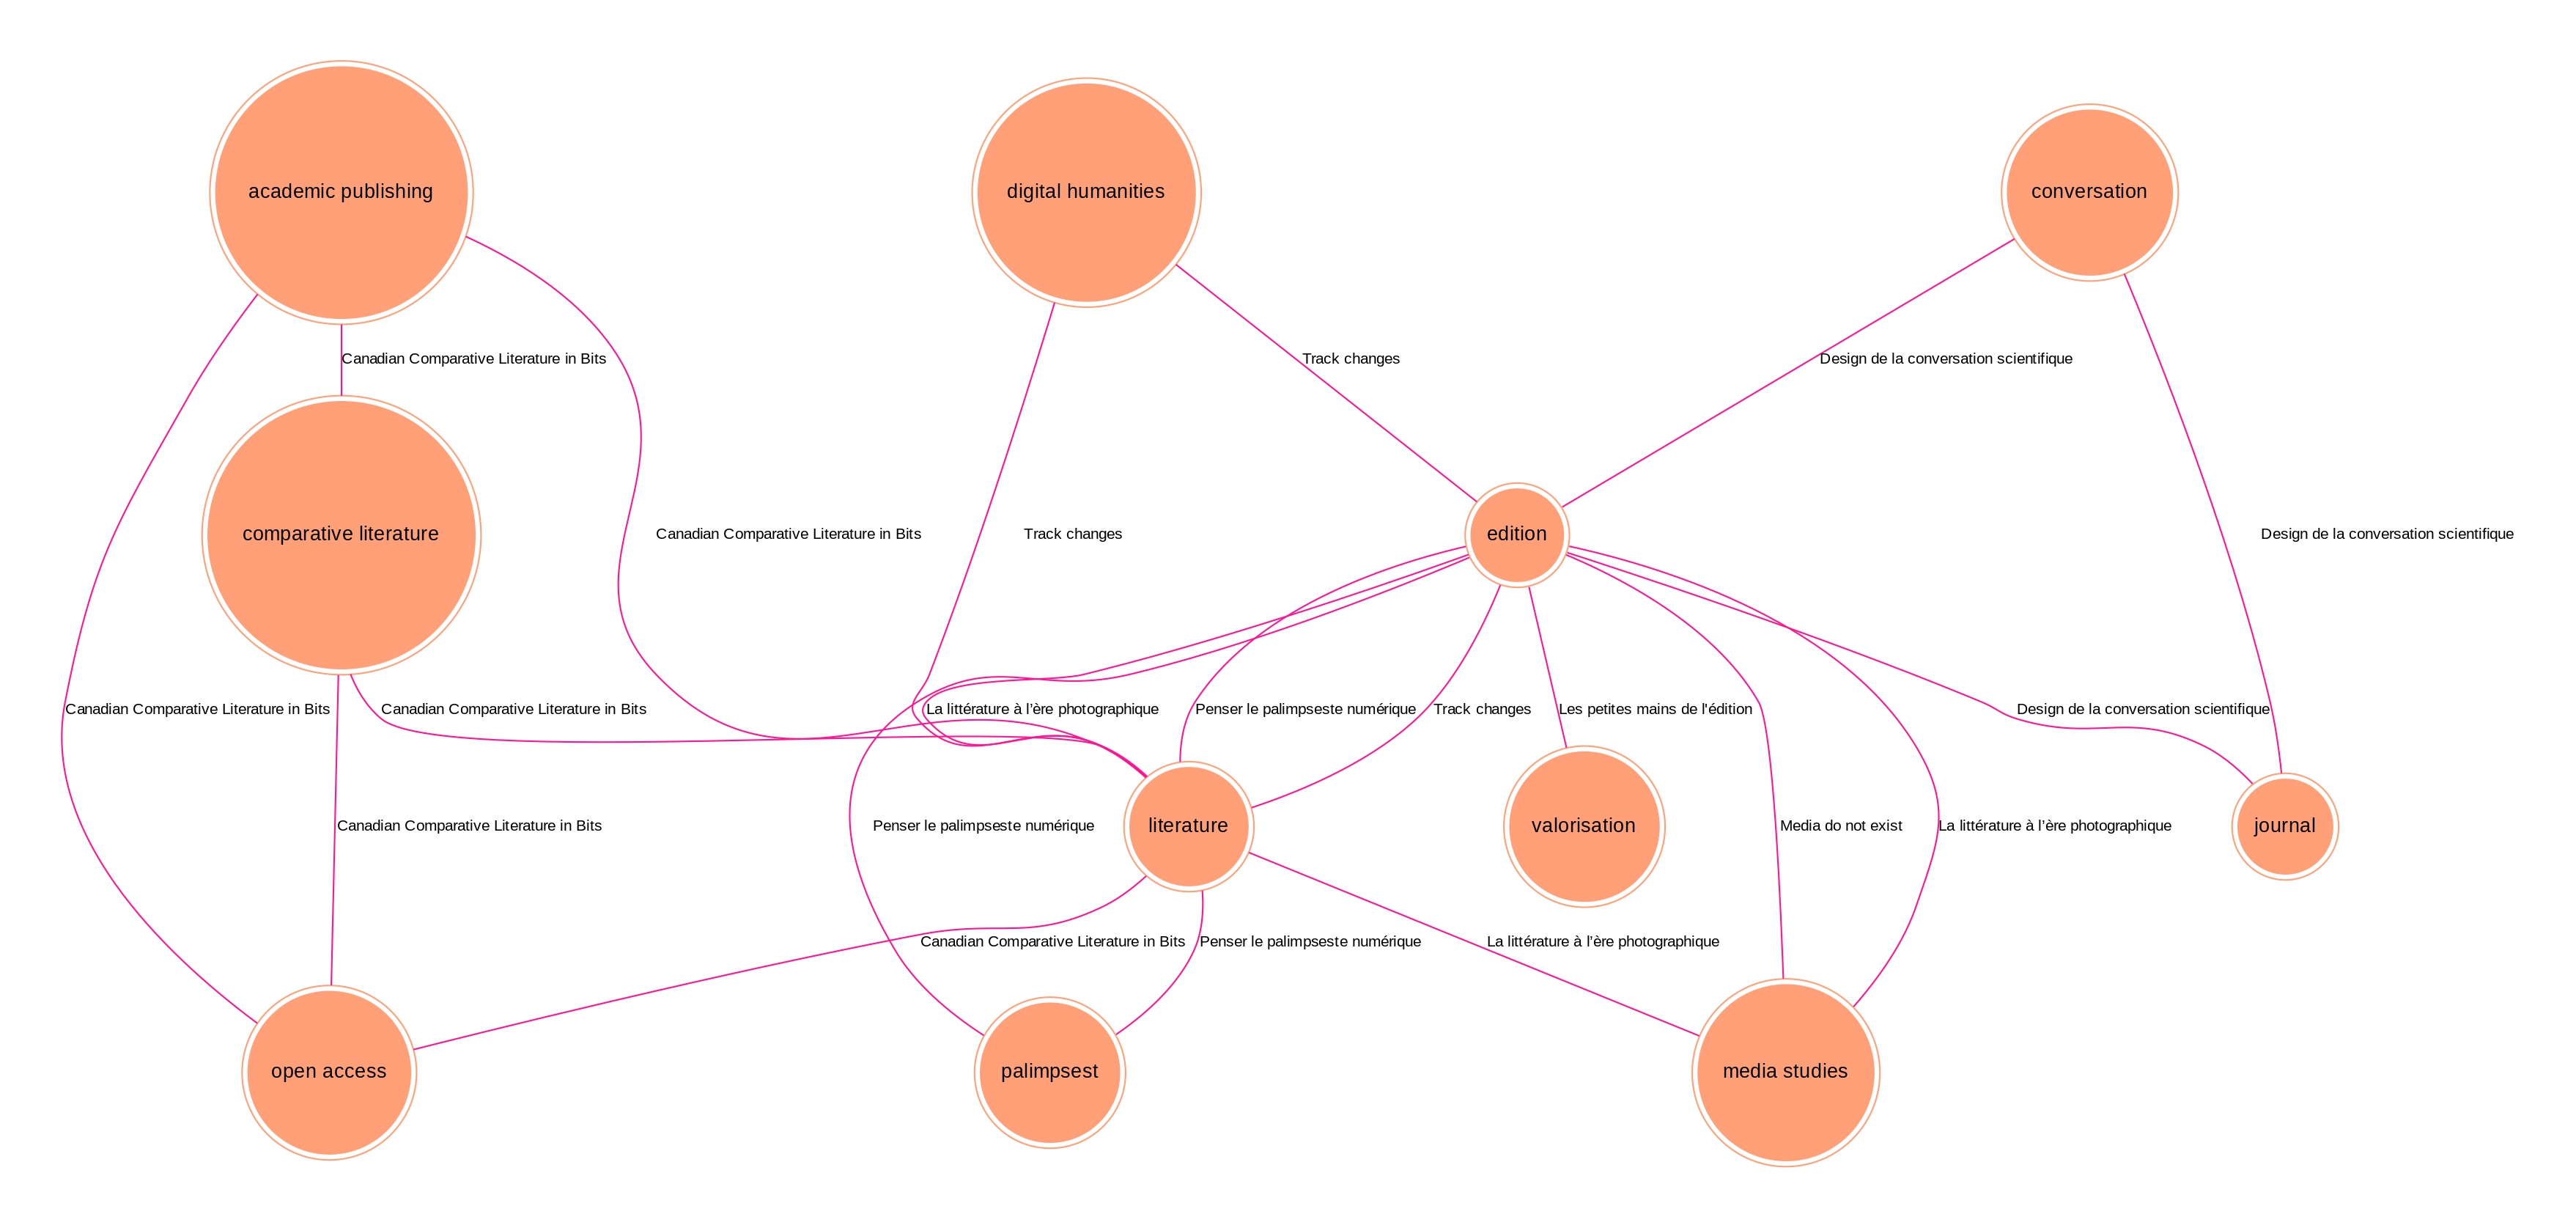 academic publishing
digital humanities
conversation
Canadian Comparative Literature in Bits
Track changes
Design de la conversation scientifique
comparative literature
Canadian Comparative Literature in Bits
Track changes
edition
Design de la conversation scientifique
Canadian Comparative Literature in Bits
Canadian Comparative Literature in Bits
La littérature à l’ère photographique
Penser le palimpseste numérique
Track changes
Les petites mains de l'édition
Design de la conversation scientifique
Canadian Comparative Literature in Bits
Penser le palimpseste numérique
literature
valorisation
Media do not exist
La littérature à l’ère photographique
journal
Canadian Comparative Literature in Bits
Penser le palimpseste numérique
La littérature à l’ère photographique
open access
palimpsest
media studies